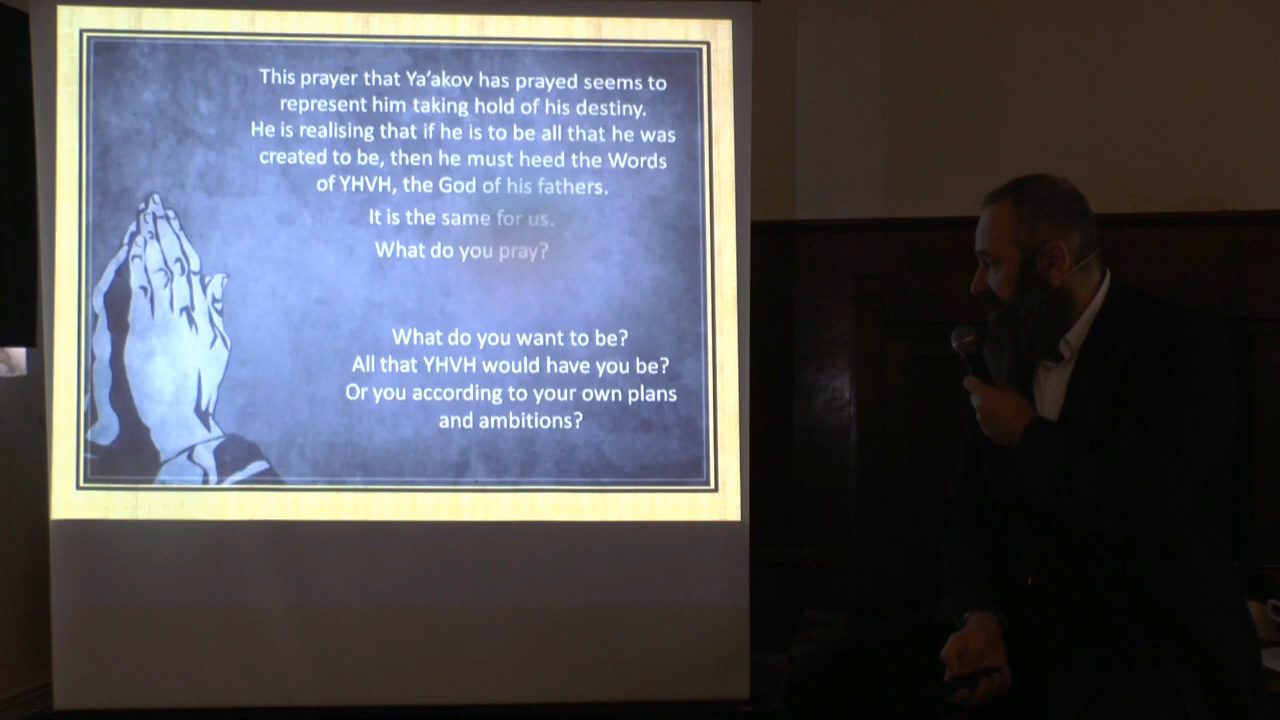 This prayer that Ya'akov has prayed seems to
represent him taking hold of his destiny.
He is realising that if he is to be all that he was
created to be, then he must heed the Words
of YHVH, the God of his fathers.
It is the same for us.
What do you pray?
What do you want to be?
All that YHVH would have you be?
Or you according to your own plans
and ambitions?